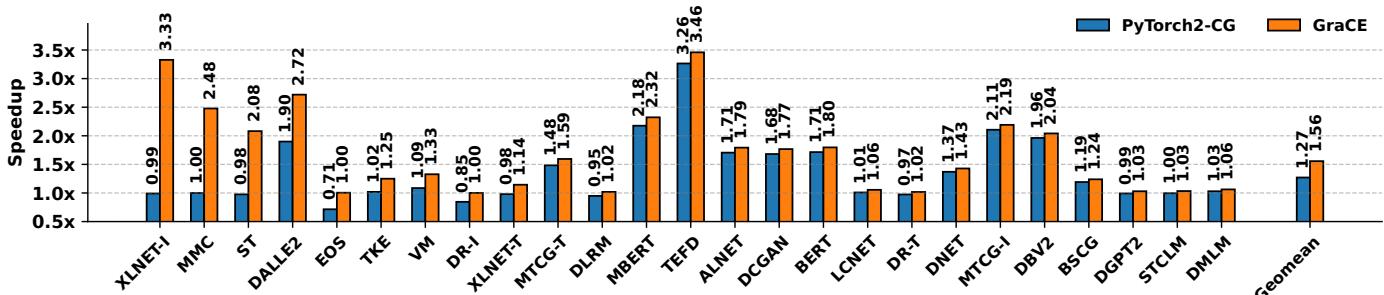 PyTorch2-CG
GraCE
Speedup
3.5x
3.0x
2.5x
2.0x
1.5x
1.0x
0.5x
0.99
3.33
1.00
2.48
0.98
2.08
1.90
2.72
0.71
1.00
1.02
1.25
1.09
1.33
0.85
1.00
0.98
1.14
1.48
1.59
0.95
1.02
2.18
2.32
3.26
3.46
1.71
1.79
1.68
1.77
1.71
1.80
1.01
1.06
0.97
1.02
1.37
1.43
2.11
2.19
1.96
2.04
1.19
1.24
0.99
1.03
1.00
1.03
1.03
1.06
1.27
1.56
XLNET-I
MMC
ST
DALLE2
EOS
TKE
VM
DR-I
XLNET-T
MTCG-T
DLRM
MBERT
TEFD
ALNET
DCGAN
BERT
LCNET
DR-T
DNET
MTCG-I
DBV2
BSCG
DGPT2
STCLM
DMLM
Geomean